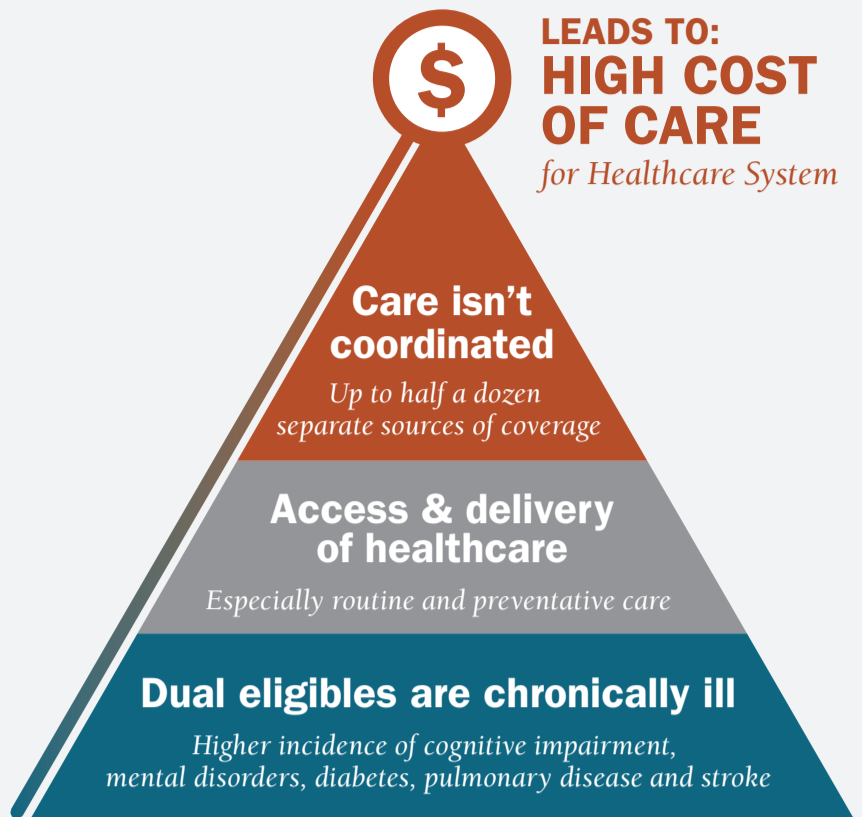 $
LEADS TO:
HIGH COST
OF CARE
for Healthcare System
Care isn’t
coordinated
Up to half a dozen
separate sources of coverage
Access & delivery
of healthcare
Especially routine and preventative care
Dual eligibles are chronically ill
Higher incidence of cognitive impairment,
mental disorders, diabetes, pulmonary disease and stroke